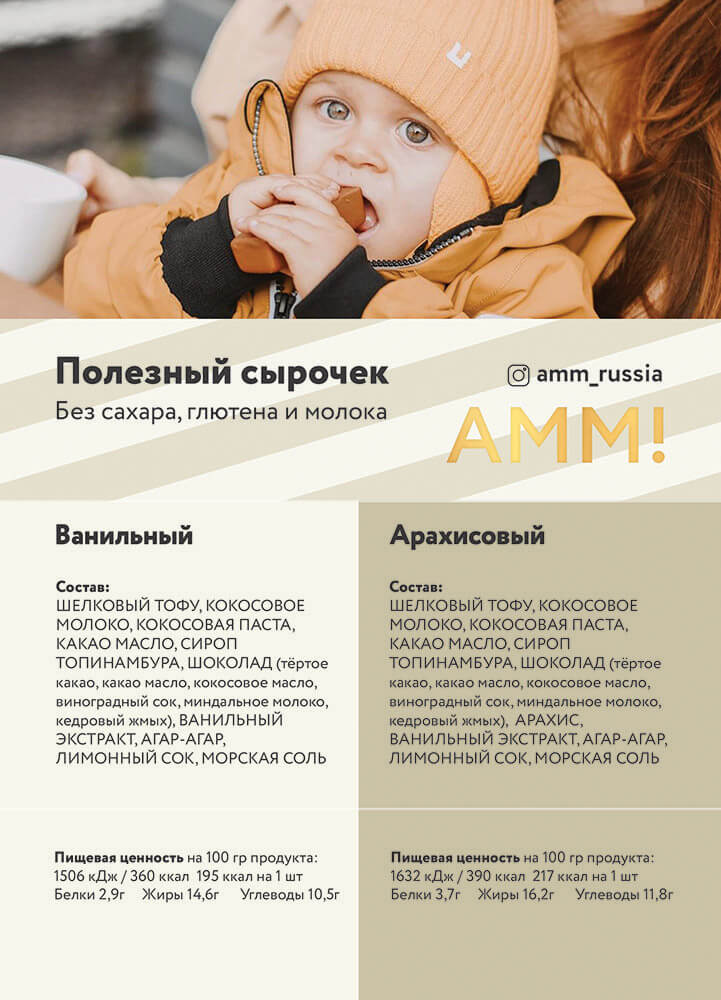 Полезный сырочек
Без сахара, глютена и молока
amm_russia
АММ!
Ванильный
Состав:
ШЕЛКОВЫЙ ТОФУ, КОКОСОВОЕ
МОЛОКО, КОКОСОВАЯ ПАСТА,
КАКАО МАСЛО, СИРОП
ТОПИНАМБУРА, ШОКОЛАД (тёртое
какао, какао масло, кокосовое масло,
виноградный сок, миндальное молоко,
кедровый жмых), ВАНИЛЬНЫЙ
ЭКСТРАКТ, АГАР-АГАР,
ЛИМОННЫЙ СОК, МОРСКАЯ СОЛЬ
Пищевая ценность на 100 гр продукта:
1506 кДж / 360 ккал 195 ккал на 1 шт
Белки 2,9г Жиры 14,6г Углеводы 10,5г
Арахисовый
Состав:
ШЕЛКОВЫЙ ТОФУ, КОКОСОВОЕ
МОЛОКО, КОКОСОВАЯ ПАСТА,
КАКАО МАСЛО, СИРОП
ТОПИНАМБУРА, ШОКОЛАД (тёртое
какао, какао масло, кокосовое масло,
виноградный сок, миндальное молоко,
кедровый жмых), АРАХИС,
ВАНИЛЬНЫЙ ЭКСТРАКТ, АГАР-АГАР,
ЛИМОННЫЙ СОК, МОРСКАЯ СОЛЬ
Пищевая ценность на 100 гр продукта:
1632 кДж / 390 ккал 217 ккал на 1 шт
Белки 3,7г Жиры 16,2г Углеводы 11,8г